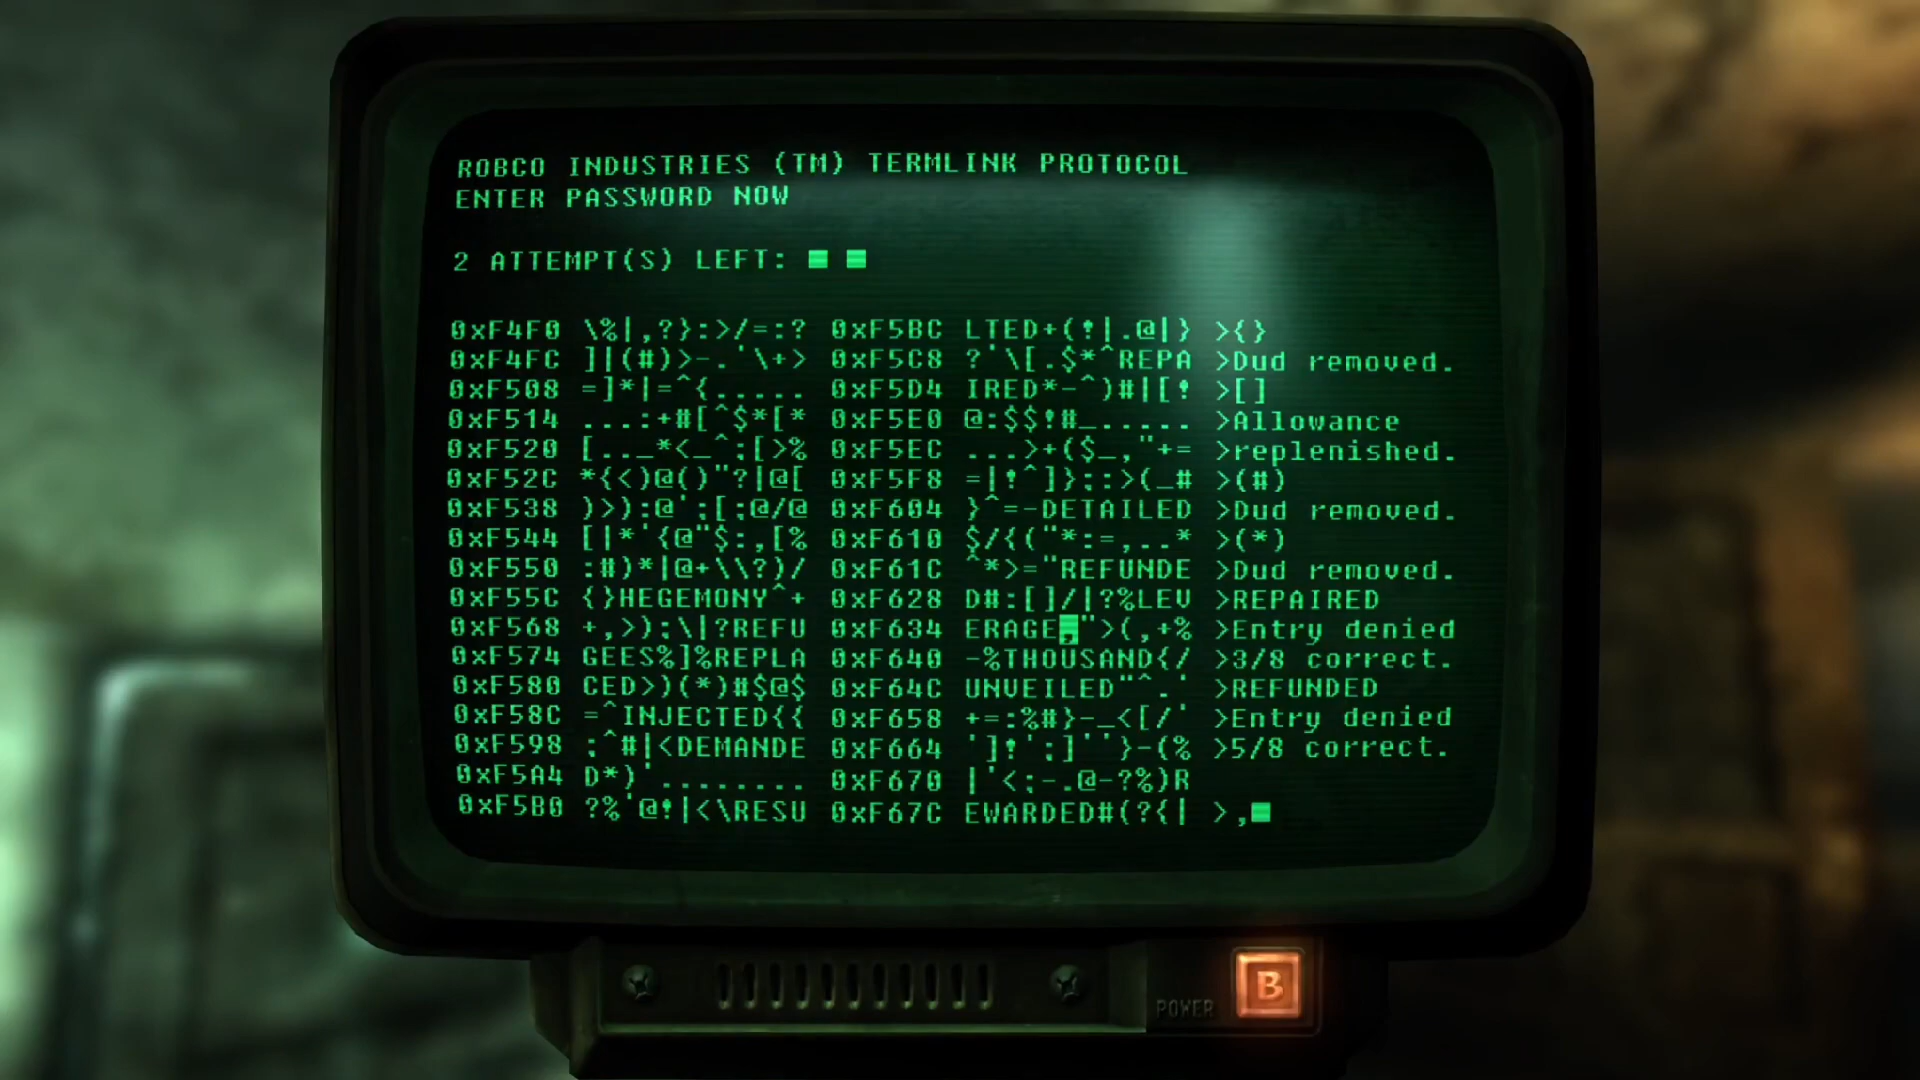 ROBCO INDUSTRIES (TM) TERMLINK PROTOCOL
ENTER PASSWORD NOW
2 ATTEMPT(S) LEFT: ■ ■
0xF4F0 \%|,?}:>/=:? 0xF5BC LTED+(!|.@|} >{}
0xF4FC ]|(#)>-.'\+> 0xF5C8 ?'\[.$*^REPA >Dud removed.
0xF508 =]*|=^{..... 0xF5D4 IRED*-^)#|[! >[]
0xF514 ...:+#[^$*[* 0xF5E0 @:$$!#_..... >Allowance
0xF520 [.._*<_^;[>% 0xF5EC ...>+($_,"+= >replenished.
0xF52C *{<)@()"?|@[ 0xF5F8 =|!^]};:>(_# >(#)
0xF538 )>):@';[;@/@ 0xF604 }^=-DETAILED >Dud removed.
0xF544 [|*'{@"$:,[% 0xF610 $/{("*:=,..* >(*)
0xF550 :#)*|@+\\?)/ 0xF61C ^*>="REFUNDE >Dud removed.
0xF55C {}HEGEMONY^+ 0xF628 D#:[]/|?%LEV >REPAIRED
0xF568 +,>);\|?REFU 0xF634 ERAGE,">(,+% >Entry denied
0xF574 GEES%]%REPLA 0xF640 -%THOUSAND{/ >3/8 correct.
0xF580 CED>)(*)#$@$ 0xF64C UNVEILED"^.' >REFUNDED
0xF58C =^INJECTED{{ 0xF658 +=:%#}-_<[/' >Entry denied
0xF598 ;^#|<DEMANDE 0xF664 ']!';]''}-(% >5/8 correct.
0xF5A4 D*)'........ 0xF670 |'<;-.@-?%)R
0xF5B0 ?%'@!|<\RESU 0xF67C EWARDED#(?{| >,■
POWER
B